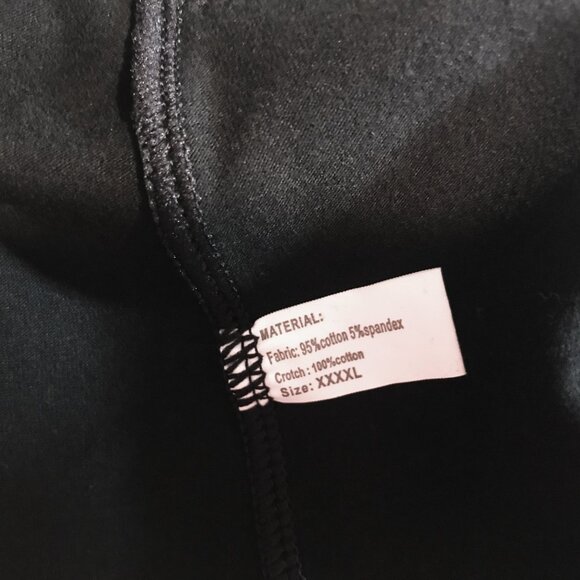 MATERIAL:
Fabric: 95%cotton 5%spandex
Crotch : 100%cotton
Size: XXXXL